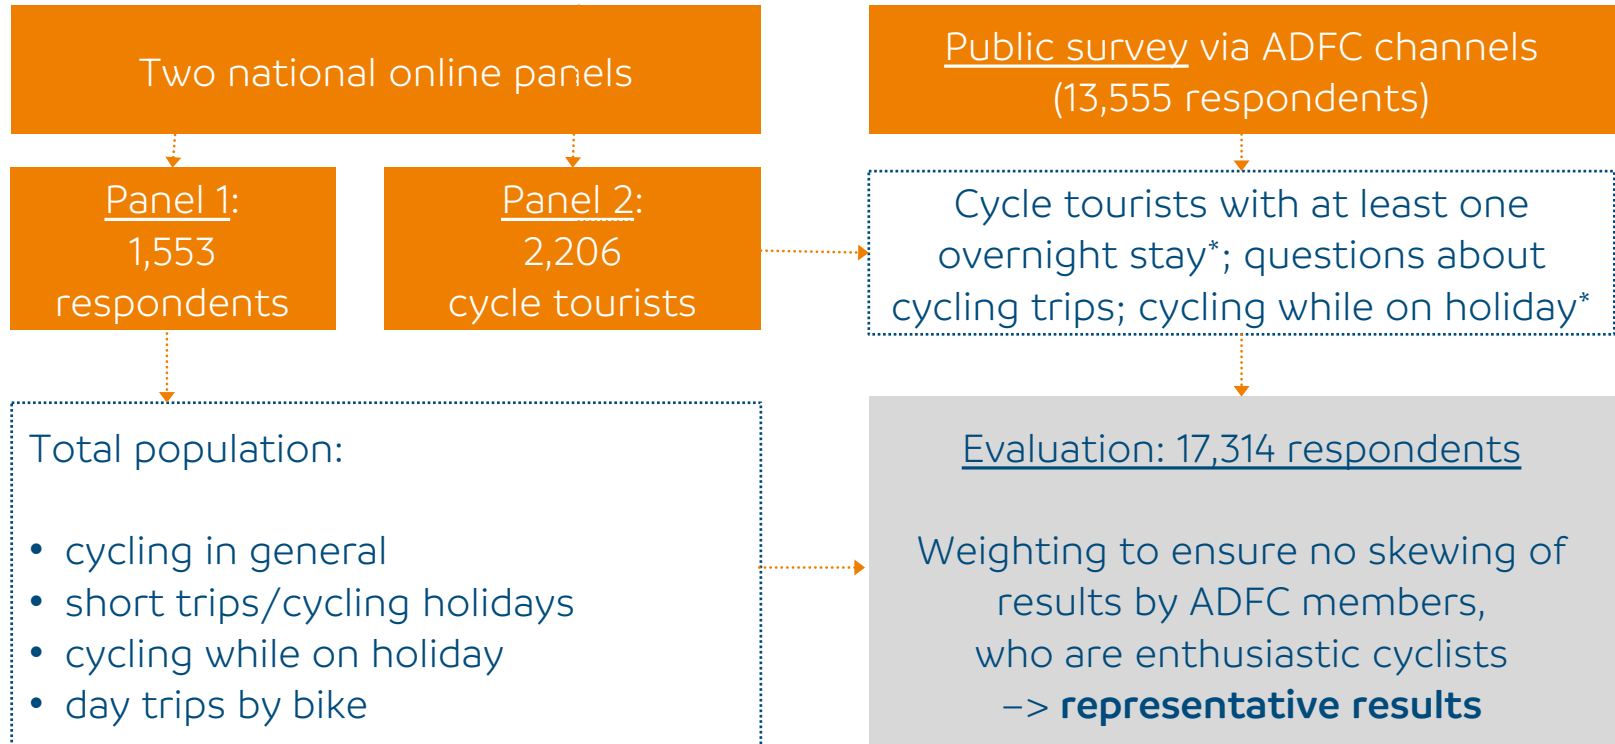 Two national online panels
Public survey via ADFC channels
(13,555 respondents)
Panel 1:
1,553
respondents
Panel 2:
2,206
cycle tourists
Cycle tourists with at least one
overnight stay*; questions about
cycling trips; cycling while on holiday*
Total population:
• cycling in general
• short trips/cycling holidays
• cycling while on holiday
• day trips by bike
Evaluation: 17,314 respondents
Weighting to ensure no skewing of
results by ADFC members,
who are enthusiastic cyclists
–> representative results